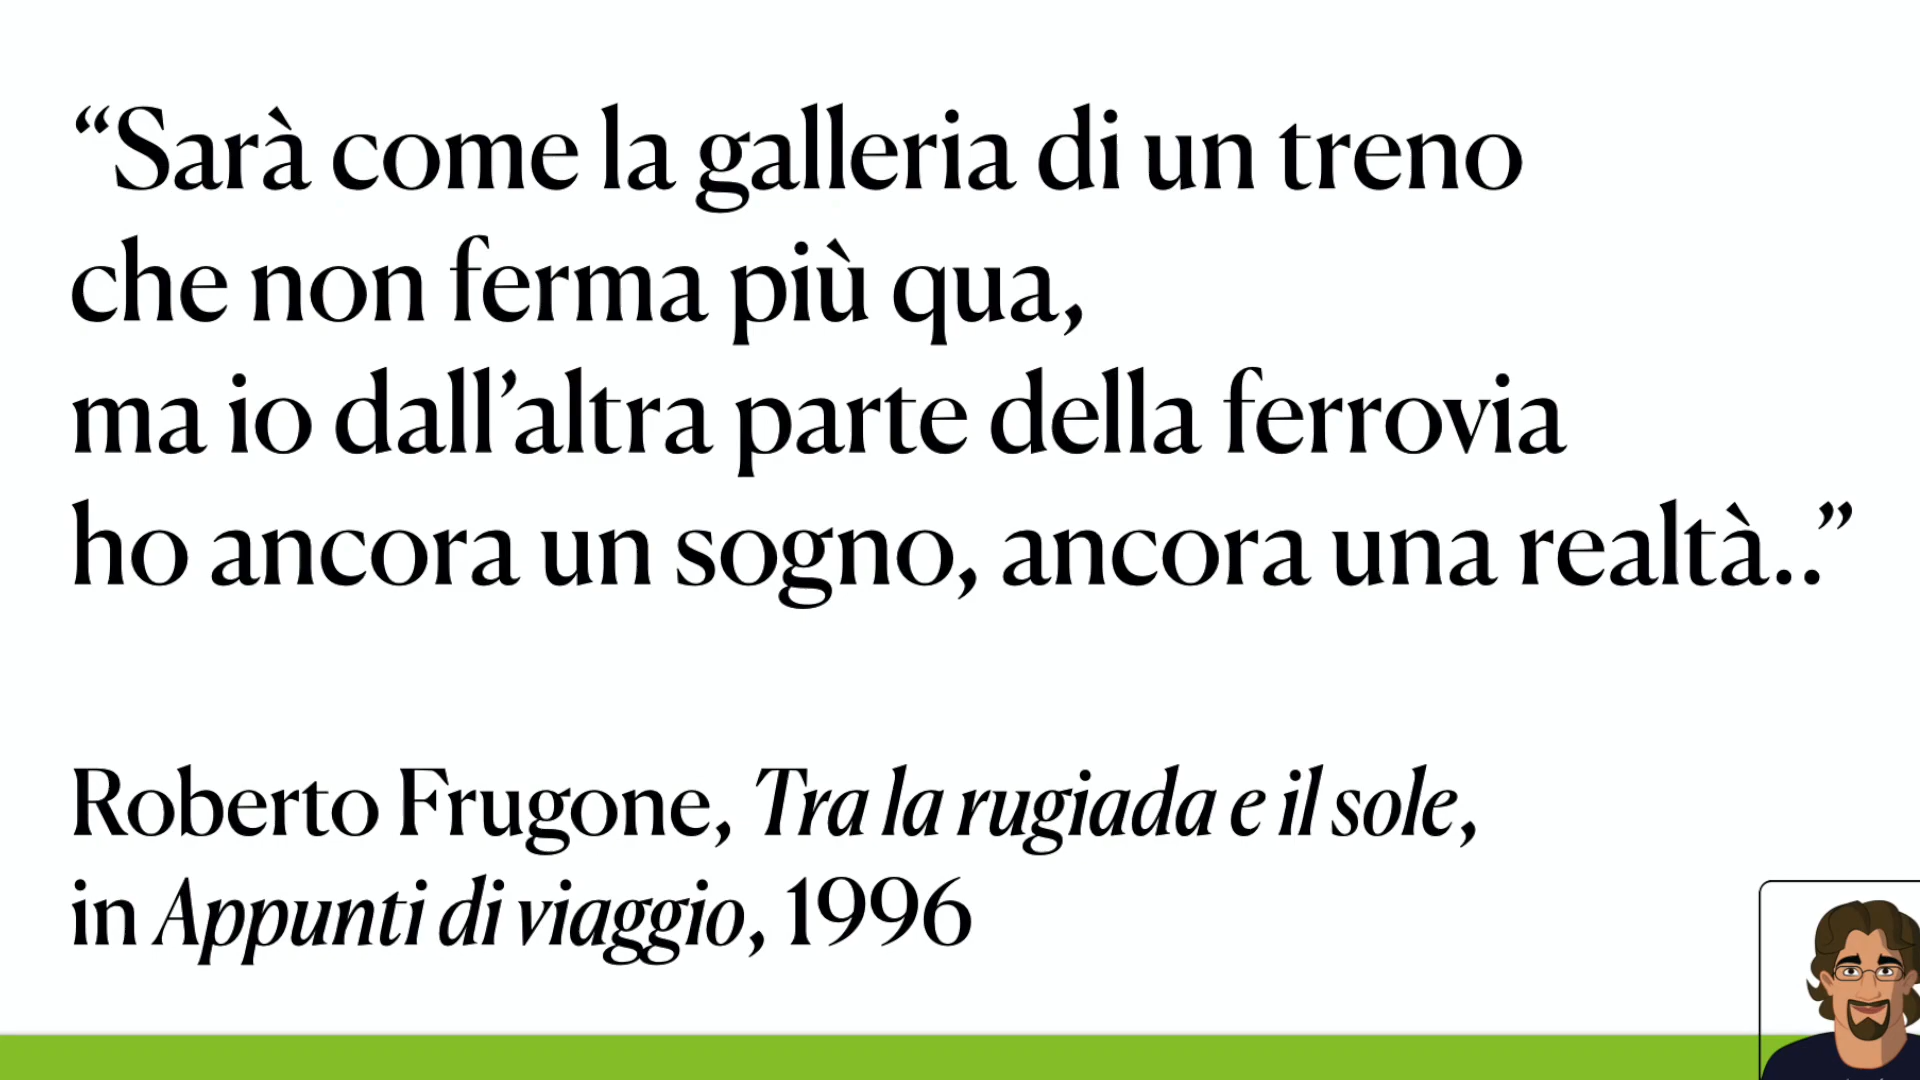 “Sarà come la galleria di un treno
che non ferma più qua,
ma io dall’altra parte della ferrovia
ho ancora un sogno, ancora una realtà..”
Roberto Frugone, Tra la rugiada e il sole,
in Appunti di viaggio, 1996